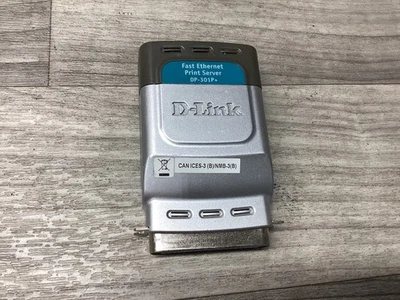 Fast Ethernet
Print Server
DP-301P+
D-Link
CAN ICES-3 (B)/NMB-3(B)